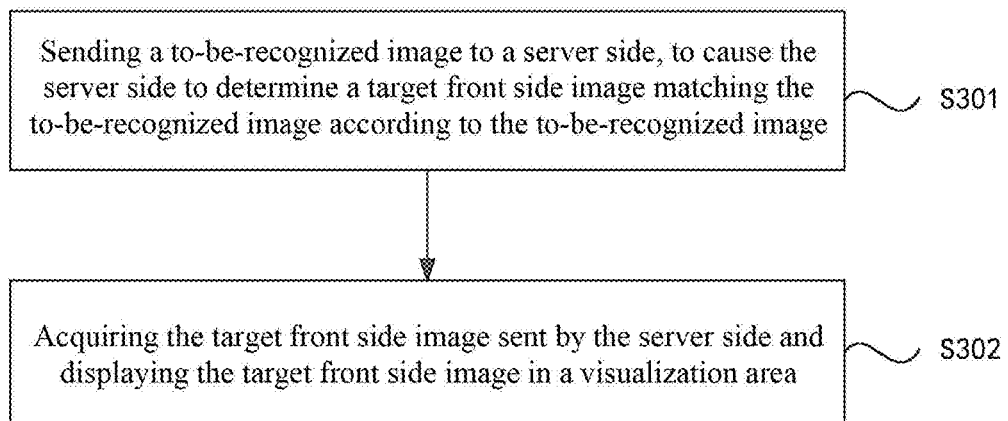 Sending a to-be-recognized image to a server side, to cause the
server side to determine a target front side image matching the
to-be-recognized image according to the to-be-recognized image
S301
Acquiring the target front side image sent by the server side and
displaying the target front side image in a visualization area
S302